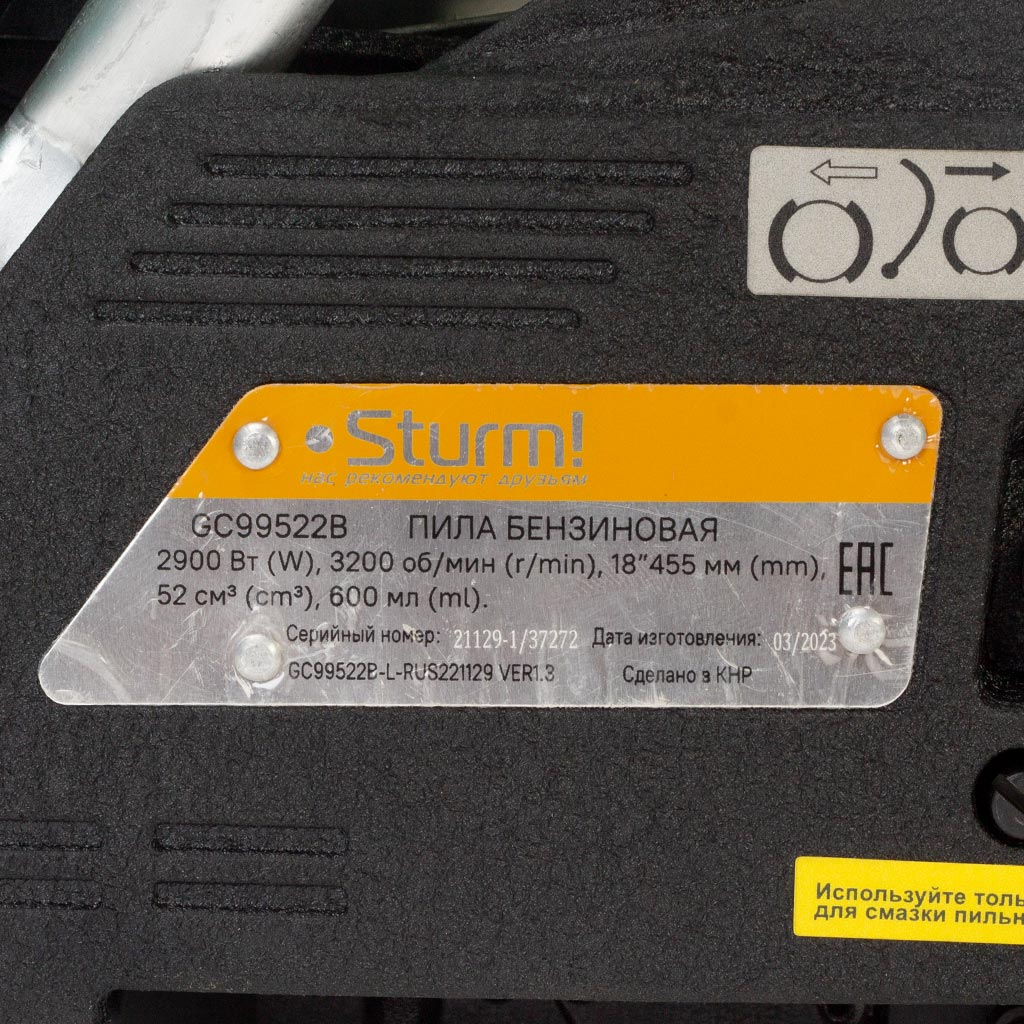 Sturm!
нас рекомендуют друзьям
GC99522B ПИЛА БЕНЗИНОВАЯ
2900 Вт (W), 3200 об/мин (r/min), 18”455 мм (mm),
52 см³ (cm³), 600 мл (ml).
EAC
Серийный номер: 21129-1/37272 Дата изготовления: 03/2023
GC99522B-L-RUS221129 VER1.3 Сделано в КНР
Используйте толь
для смазки пильн